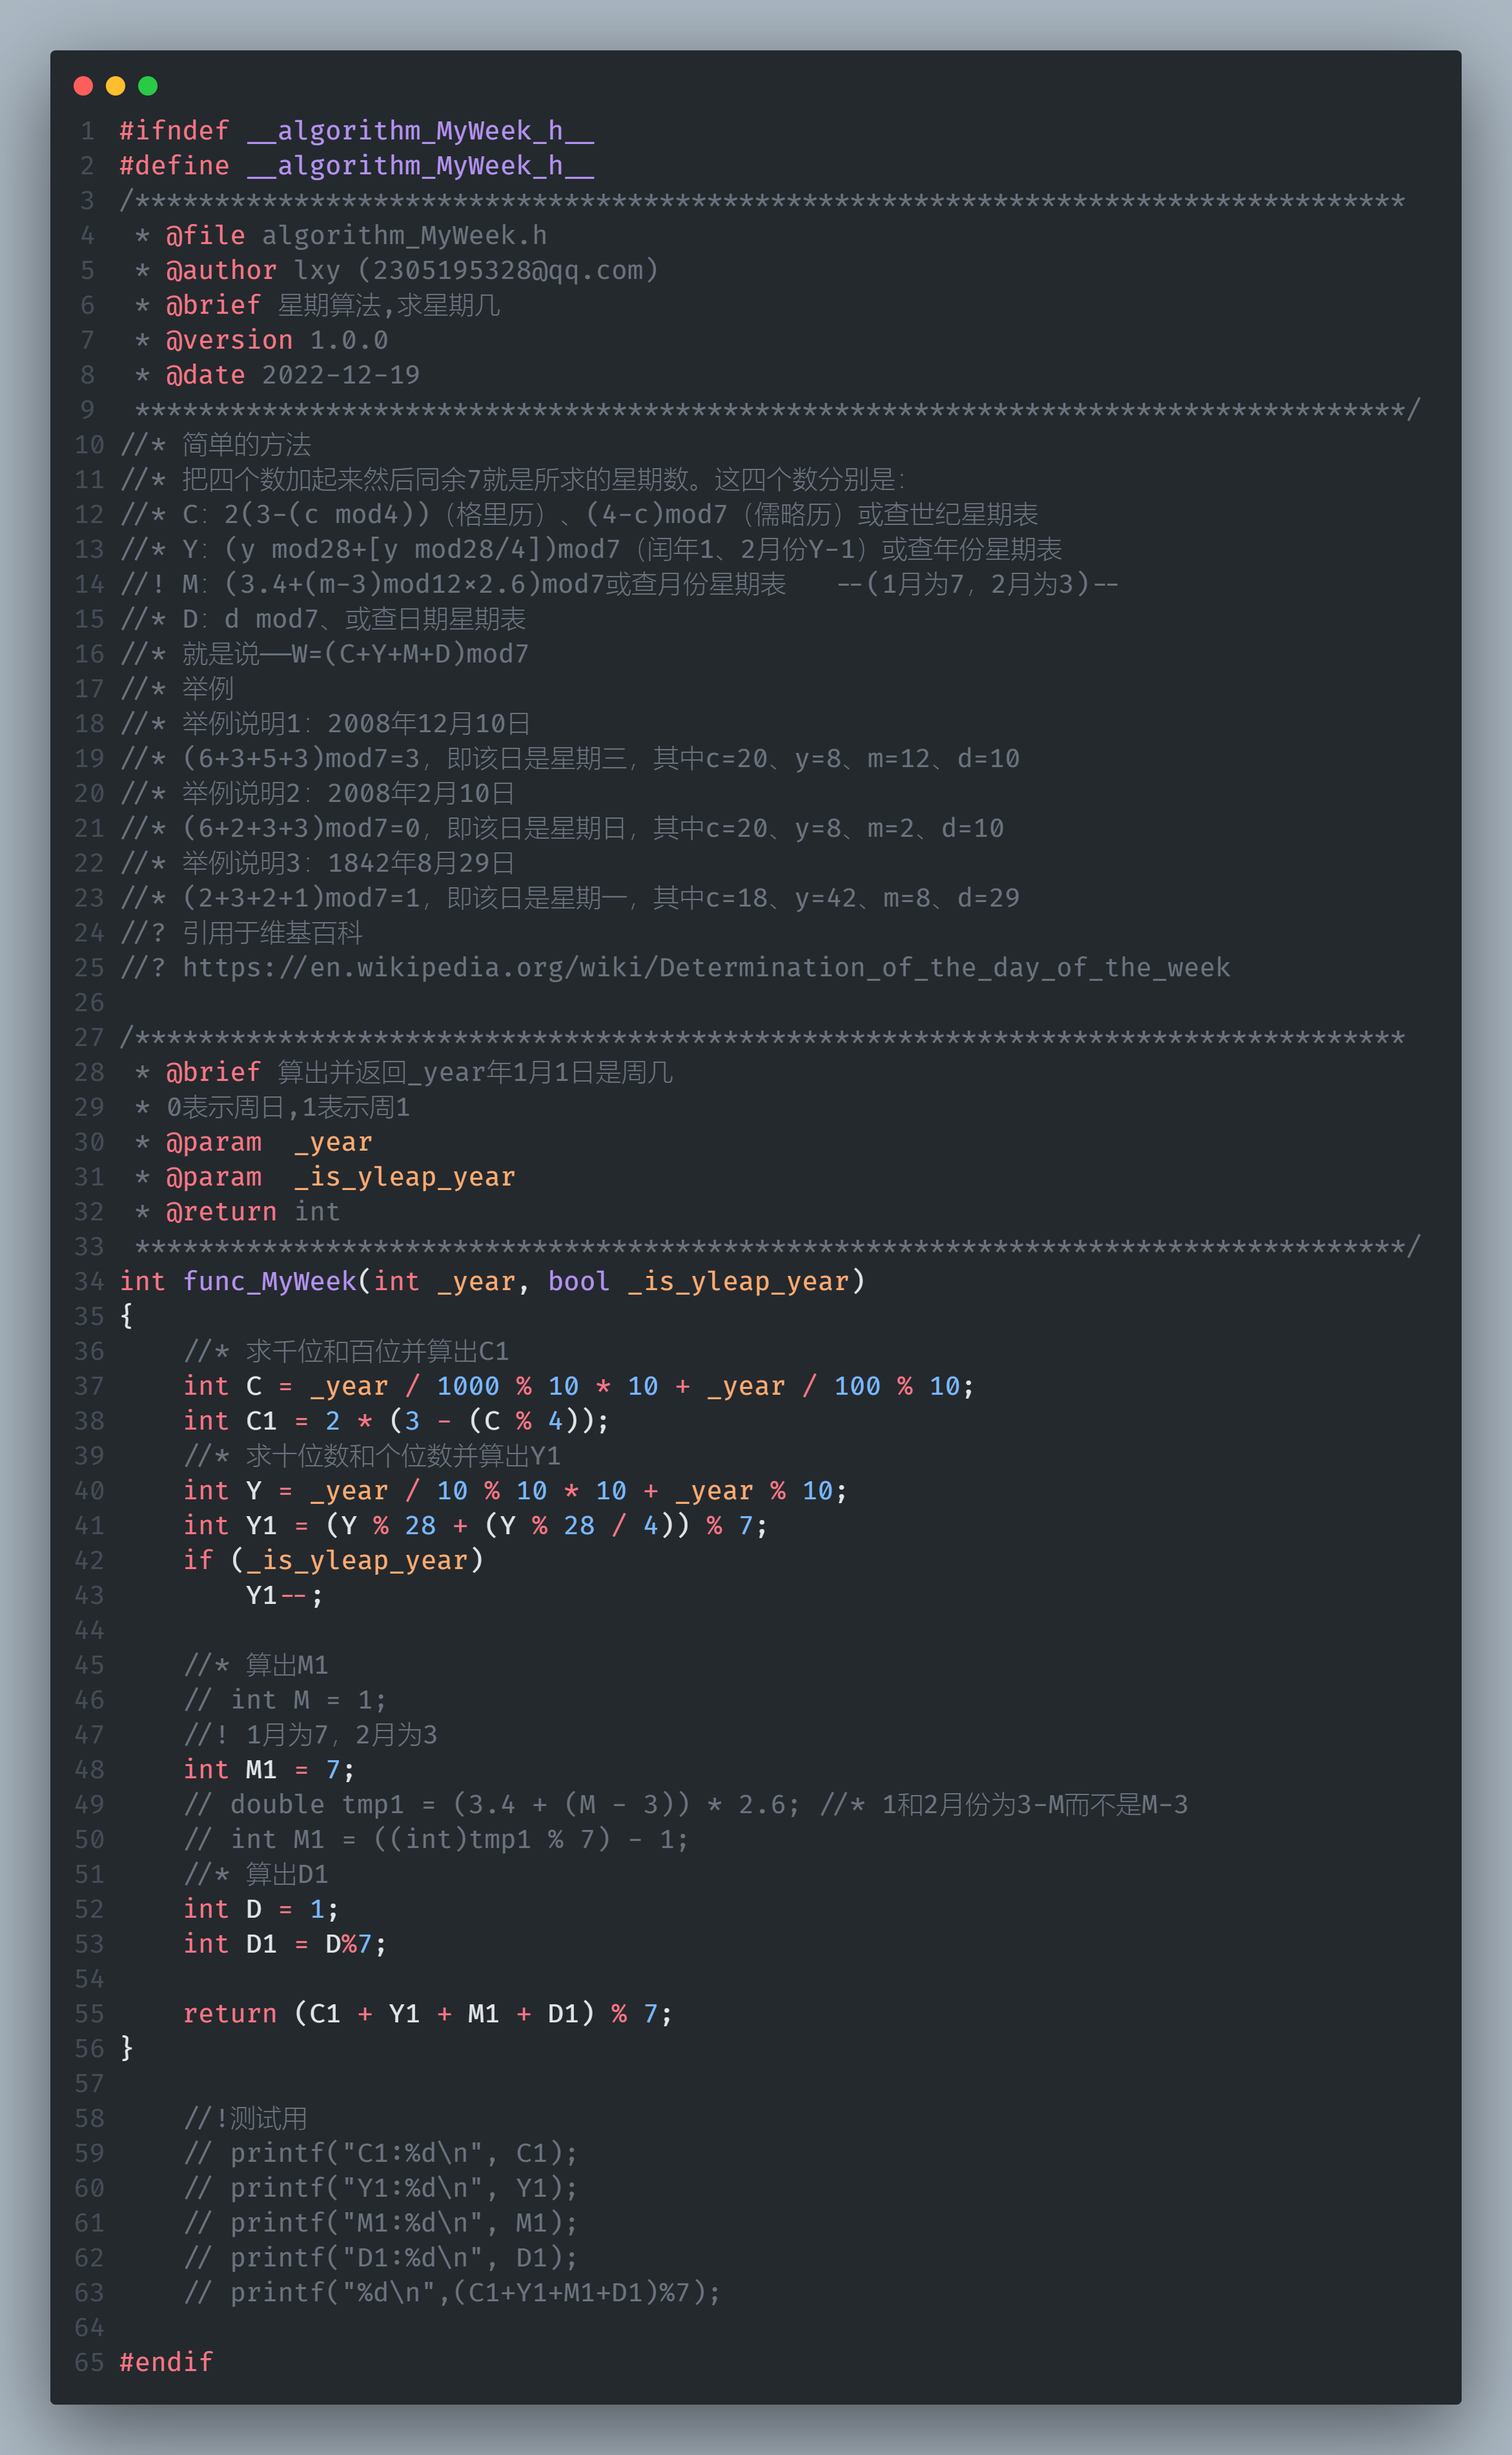 1 #ifndef __algorithm_MyWeek_h__
2 #define __algorithm_MyWeek_h__
3 /********************************************************************************
4  * @file algorithm_MyWeek.h
5  * @author lxy (2305195328@qq.com)
6  * @brief 星期算法,求星期几
7  * @version 1.0.0
8  * @date 2022-12-19
9  ********************************************************************************/
10 //* 简单的方法
11 //* 把四个数加起来然后同余7就是所求的星期数。这四个数分别是：
12 //* C：2(3-(c mod4))（格里历）、(4-c)mod7（儒略历）或查世纪星期表
13 //* Y：(y mod28+[y mod28/4])mod7（闰年1、2月份Y-1）或查年份星期表
14 //! M：(3.4+(m-3)mod12×2.6)mod7或查月份星期表   --(1月为7，2月为3)--
15 //* D：d mod7、或查日期星期表
16 //* 就是说——W=(C+Y+M+D)mod7
17 //* 举例
18 //* 举例说明1：2008年12月10日
19 //* (6+3+5+3)mod7=3，即该日是星期三，其中c=20、y=8、m=12、d=10
20 //* 举例说明2：2008年2月10日
21 //* (6+2+3+3)mod7=0，即该日是星期日，其中c=20、y=8、m=2、d=10
22 //* 举例说明3：1842年8月29日
23 //* (2+3+2+1)mod7=1，即该日是星期一，其中c=18、y=42、m=8、d=29
24 //? 引用于维基百科
25 //? https://en.wikipedia.org/wiki/Determination_of_the_day_of_the_week
26
27 /********************************************************************************
28  * @brief 算出并返回_year年1月1日是周几
29  * 0表示周日,1表示周1
30  * @param  _year
31  * @param  _is_yleap_year
32  * @return int
33  ********************************************************************************/
34 int func_MyWeek(int _year, bool _is_yleap_year)
35 {
36     //* 求千位和百位并算出C1
37     int C = _year / 1000 % 10 * 10 + _year / 100 % 10;
38     int C1 = 2 * (3 - (C % 4));
39     //* 求十位数和个位数并算出Y1
40     int Y = _year / 10 % 10 * 10 + _year % 10;
41     int Y1 = (Y % 28 + (Y % 28 / 4)) % 7;
42     if (_is_yleap_year)
43         Y1--;
44
45     //* 算出M1
46     // int M = 1;
47     //! 1月为7，2月为3
48     int M1 = 7;
49     // double tmp1 = (3.4 + (M - 3)) * 2.6; //* 1和2月份为3-M而不是M-3
50     // int M1 = ((int)tmp1 % 7) - 1;
51     //* 算出D1
52     int D = 1;
53     int D1 = D%7;
54
55     return (C1 + Y1 + M1 + D1) % 7;
56 }
57
58     //!测试用
59     // printf("C1:%d\n", C1);
60     // printf("Y1:%d\n", Y1);
61     // printf("M1:%d\n", M1);
62     // printf("D1:%d\n", D1);
63     // printf("%d\n",(C1+Y1+M1+D1)%7);
64
65 #endif